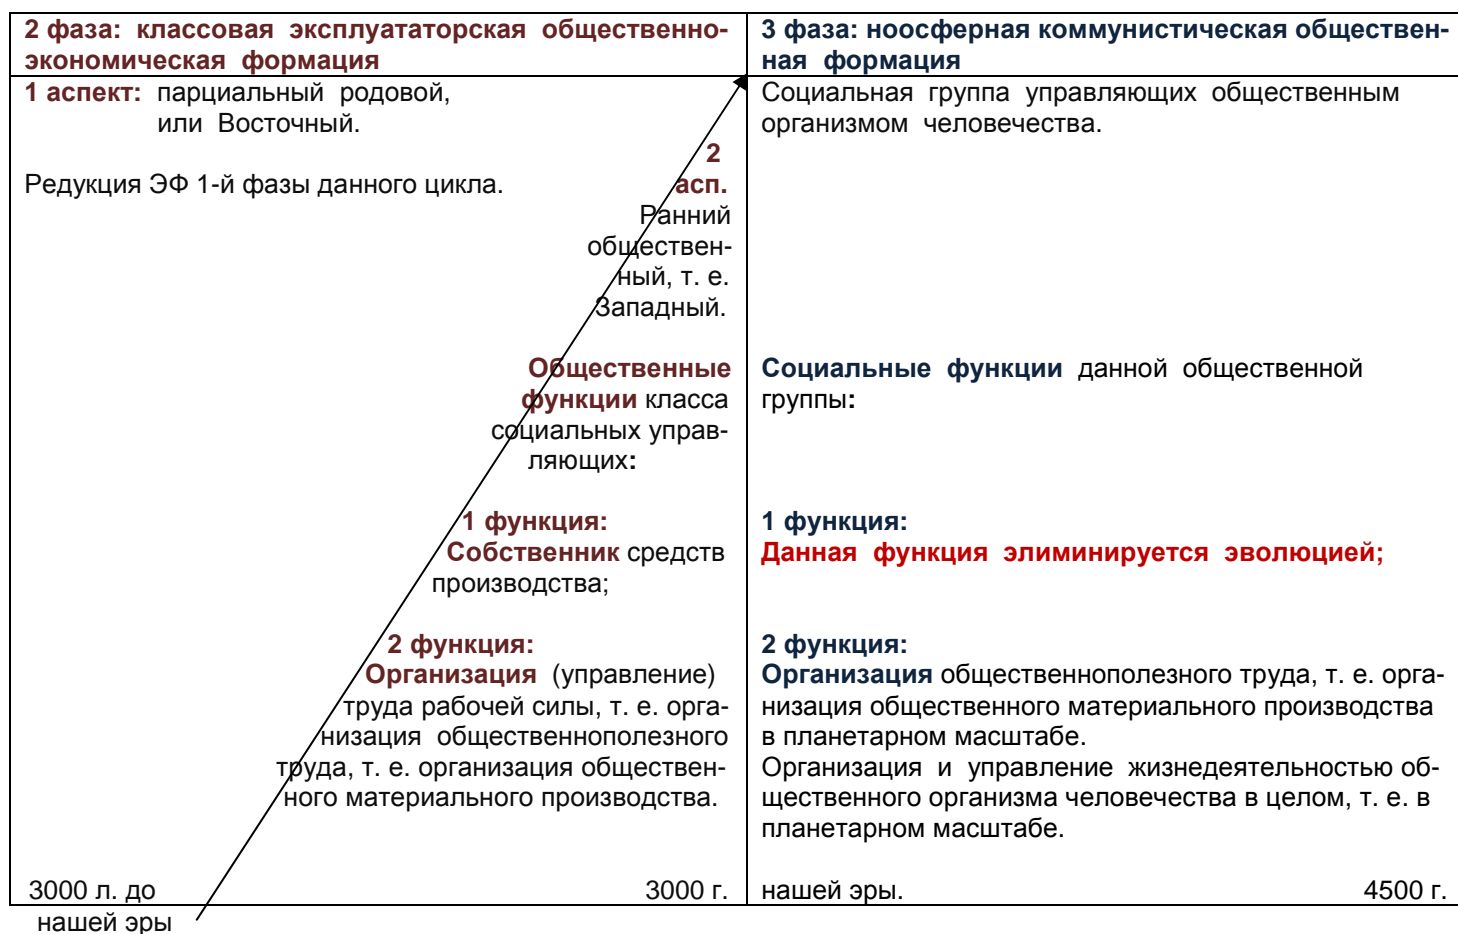 2 фаза: классовая эксплуататорская общественно-
экономическая формация
1 аспект: парциальный родовой,
или Восточный.
Редукция ЭФ 1-й фазы данного цикла.
2
асп.
Ранний
обществен-
ный, т. е.
Западный.
Общественные
функции класса
социальных управ-
ляющих:
1 функция:
Собственник средств
производства;
2 функция:
Организация (управление)
труда рабочей силы, т. е. орга-
низация общественнополезного
труда, т. е. организация обществен-
ного материального производства.
3000 л. до
нашей эры
3000 г.
3 фаза: ноосферная коммунистическая обществен-
ная формация
Социальная группа управляющих общественным
организмом человечества.
Социальные функции данной общественной
группы:
1 функция:
Данная функция элиминируется эволюцией;
2 функция:
Организация общественнополезного труда, т. е. орга-
низация общественного материального производства
в планетарном масштабе.
Организация и управление жизнедеятельностью об-
щественного организма человечества в целом, т. е. в
планетарном масштабе.
нашей эры.
4500 г.